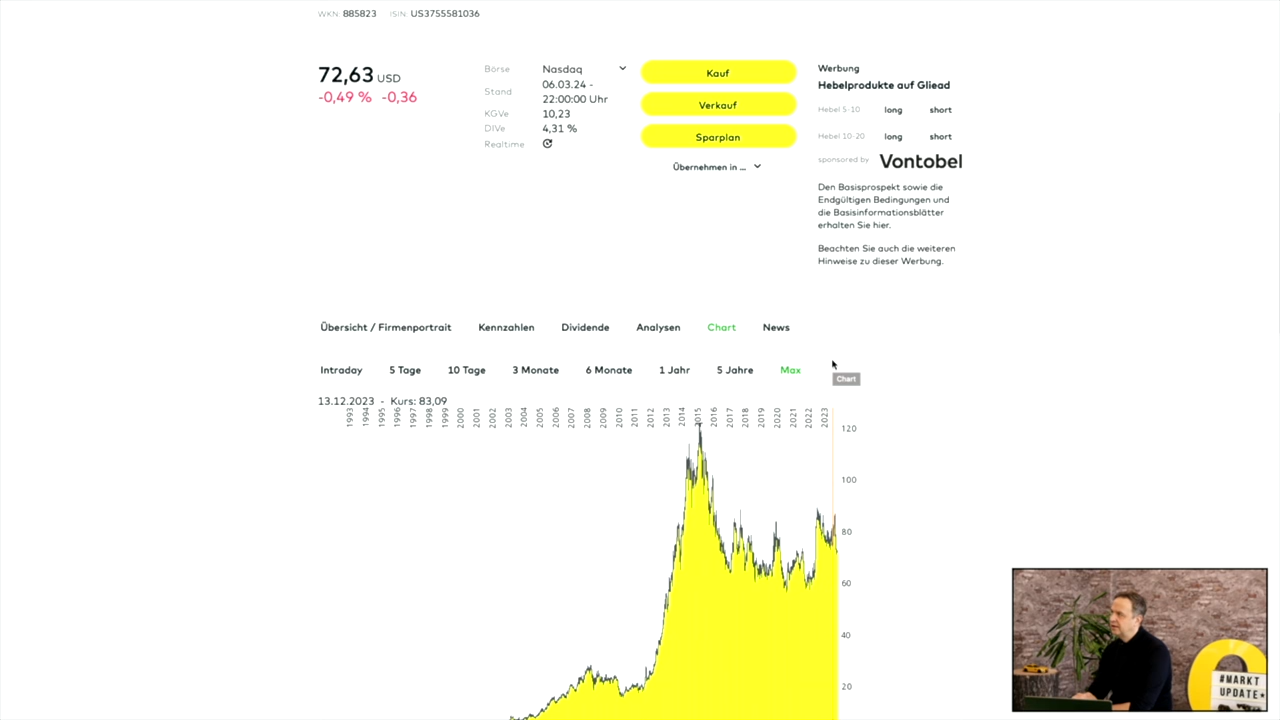 WKN: 885823 ISIN: US3755581036
72,63 USD
-0,49 % -0,36
Börse Nasdaq
Stand 06.03.24 -
22:00:00 Uhr
KGVe 10,23
DIVe 4,31 %
Realtime
Kauf
Verkauf
Sparplan
Übernehmen in ...
Werbung
Hebelprodukte auf Gliead
Hebel 5-10 long short
Hebel 10-20 long short
sponsored by Vontobel
Den Basisprospekt sowie die
Endgültigen Bedingungen und
die Basisinformationsblätter
erhalten Sie hier.
Beachten Sie auch die weiteren
Hinweise zu dieser Werbung.
Übersicht / Firmenportrait Kennzahlen Dividende Analysen Chart News
Intraday 5 Tage 10 Tage 3 Monate 6 Monate 1 Jahr 5 Jahre Max
Chart
13.12.2023 - Kurs: 83,09
1993 1994 1995 1996 1997 1998 1999 2000 2001 2002 2003 2004 2005 2006 2007 2008 2009 2010 2011 2012 2013 2014 2015 2016 2017 2018 2019 2020 2021 2022 2023
120
100
80
60
40
20
#MARKT
UPDATE